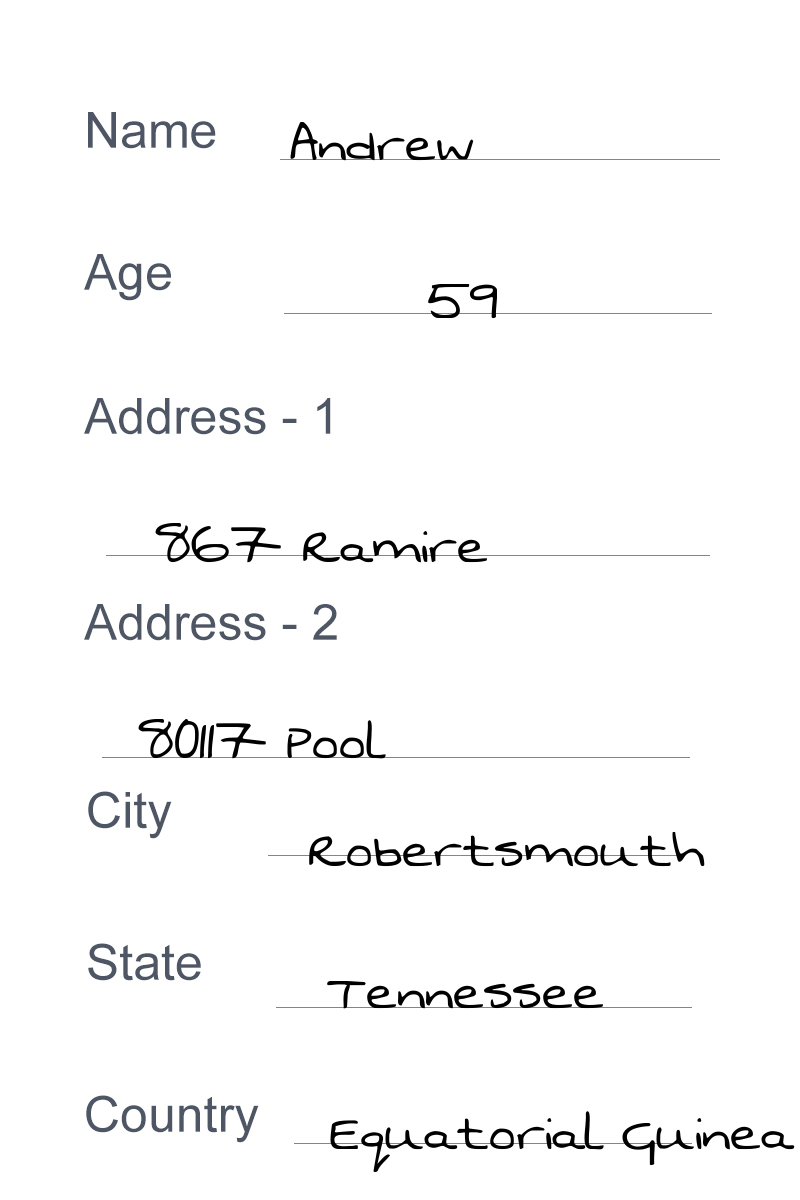 Name Andrew
Age 59
Address - 1
867 Ramire
Address - 2
80117 Pool
City Robertsmouth
State Tennessee
Country Equatorial Guinea